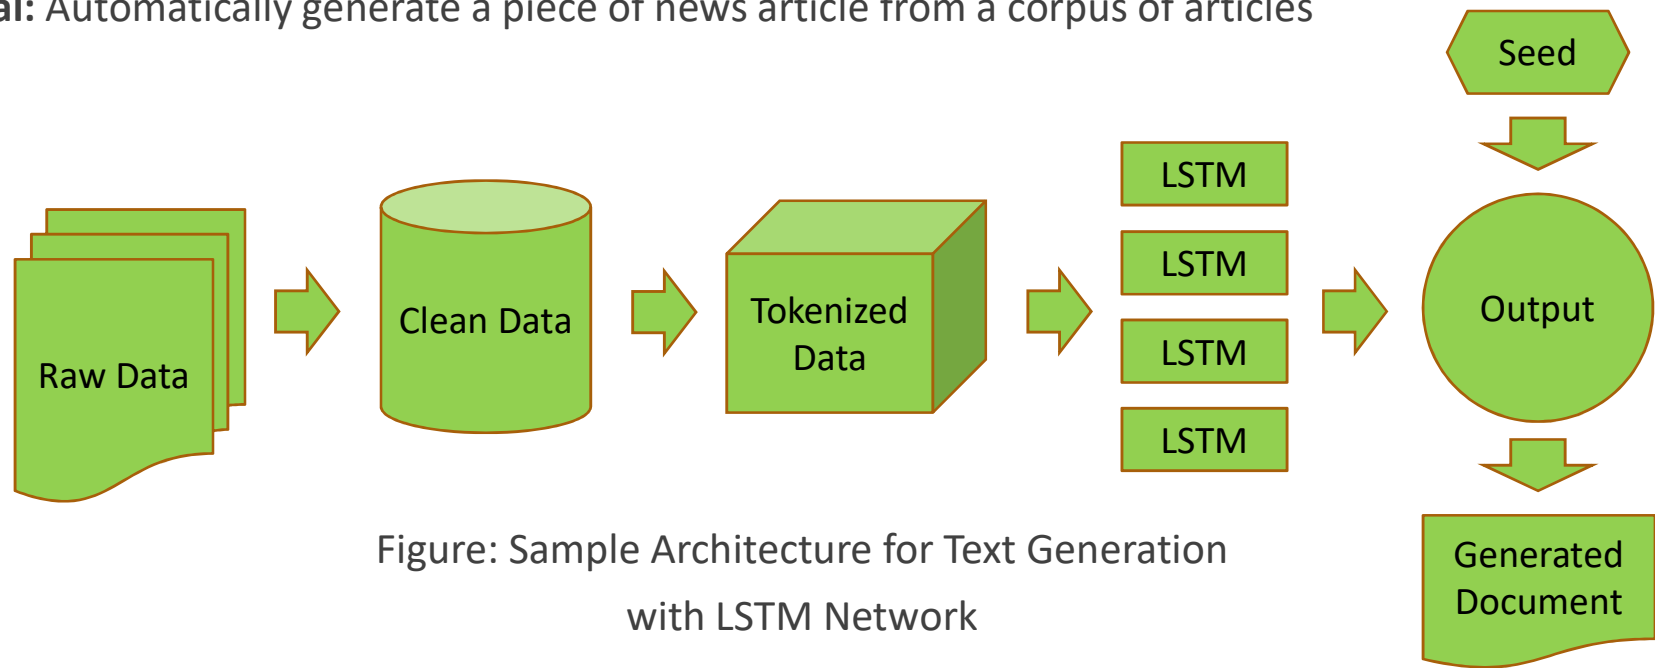 al: Automatically generate a piece of news article from a corpus of articles
Seed
LSTM
LSTM
LSTM
LSTM
Raw Data
Clean Data
Tokenized
Data
Output
Generated
Document
Figure: Sample Architecture for Text Generation
with LSTM Network